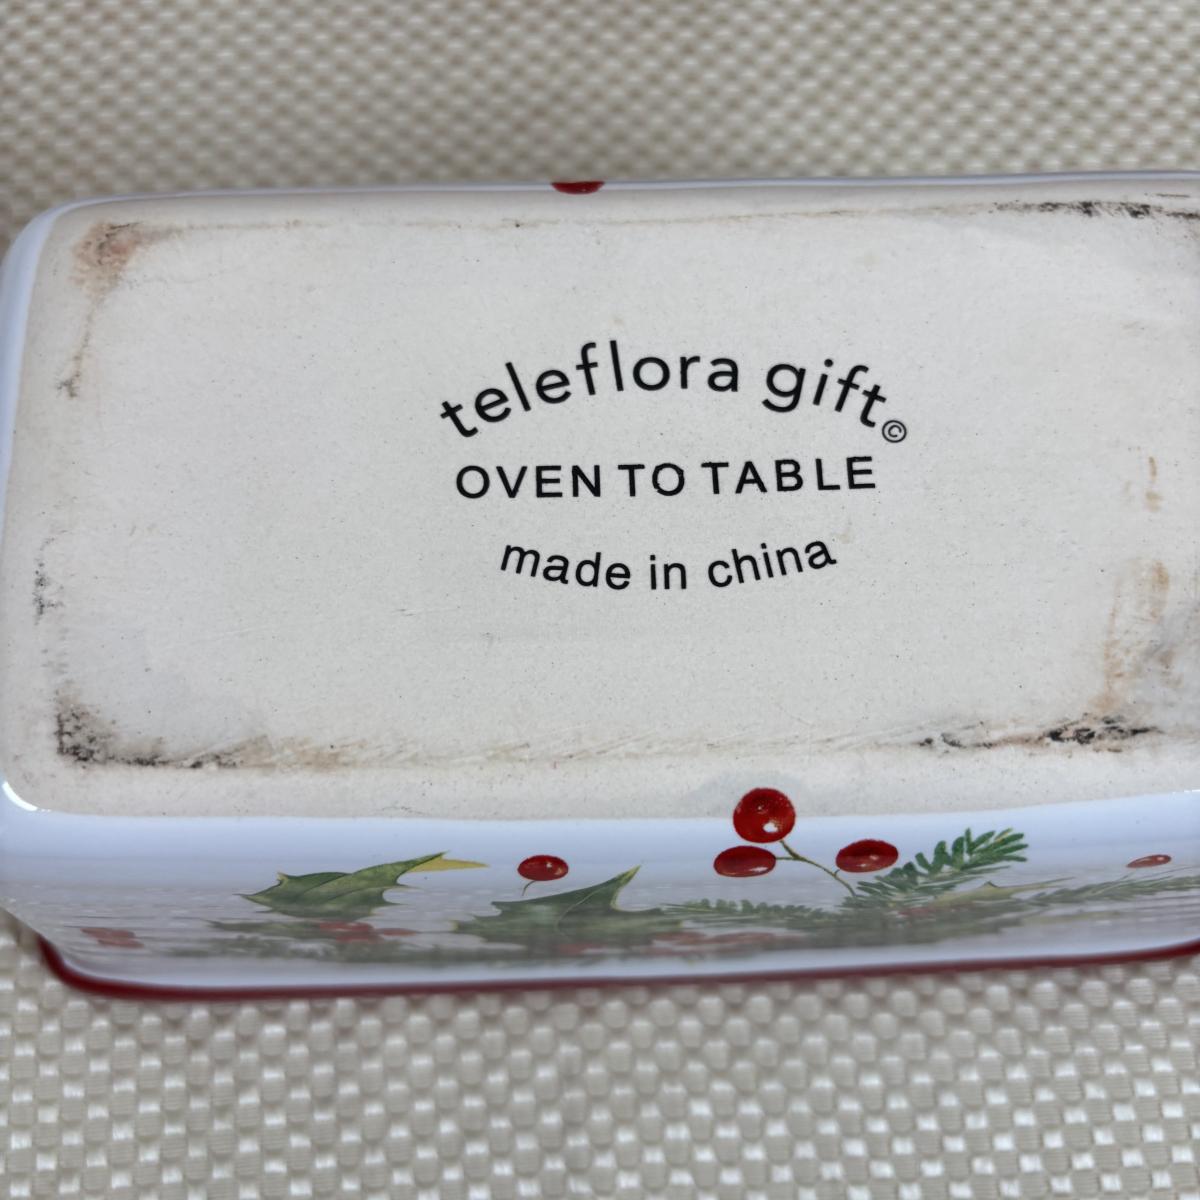 teleflora gift©
OVEN TO TABLE
made in china